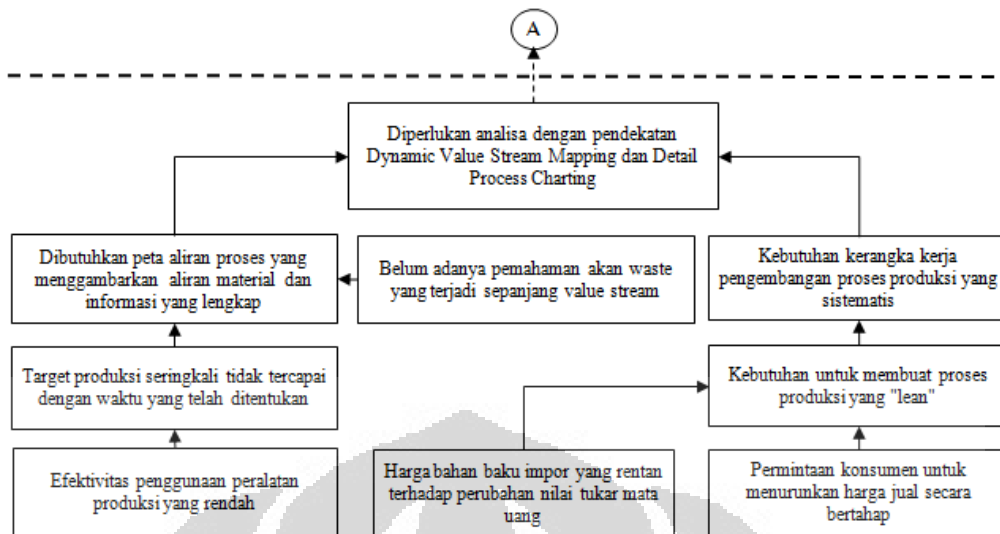 A
Diperlukan analisa dengan pendekatan
Dynamic Value Stream Mapping dan Detail
Process Charting
Dibutuhkan peta aliran proses yang
menggambarkan aliran material dan
informasi yang lengkap
Belum adanya pemahaman akan waste
yang terjadi sepanjang value stream
Kebutuhan kerangka kerja
pengembangan proses produksi yang
sistematis
Target produksi seringkali tidak tercapai
dengan waktu yang telah ditentukan
Kebutuhan untuk membuat proses
produksi yang "lean"
Efektivitas penggunaan peralatan
produksi yang rendah
Harga bahan baku impor yang rentan
terhadap perubahan nilai tukar mata
uang
Permintaan konsumen untuk
menurunkan harga jual secara
bertahap